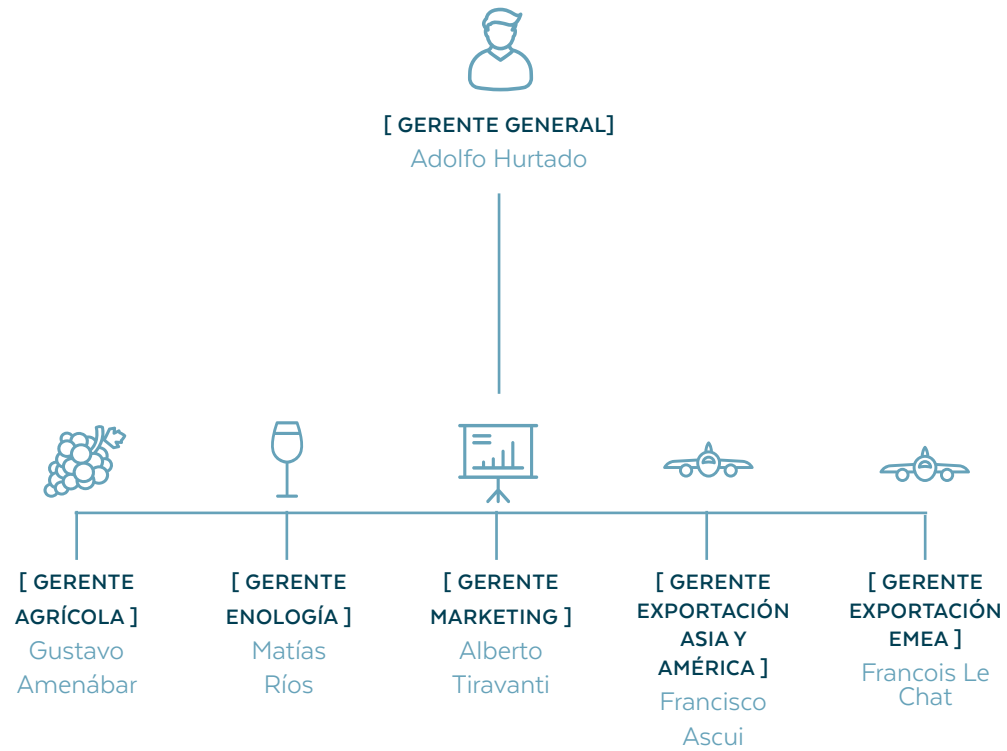 [ GERENTE GENERAL]
Adolfo Hurtado
[ GERENTE
AGRÍCOLA ]
Gustavo
Amenábar
[ GERENTE
ENOLOGÍA ]
Matías
Ríos
[ GERENTE
MARKETING ]
Alberto
Tiravanti
[ GERENTE
EXPORTACIÓN
ASIA Y
AMÉRICA ]
Francisco
Ascui
[ GERENTE
EXPORTACIÓN
EMEA ]
Francois Le
Chat